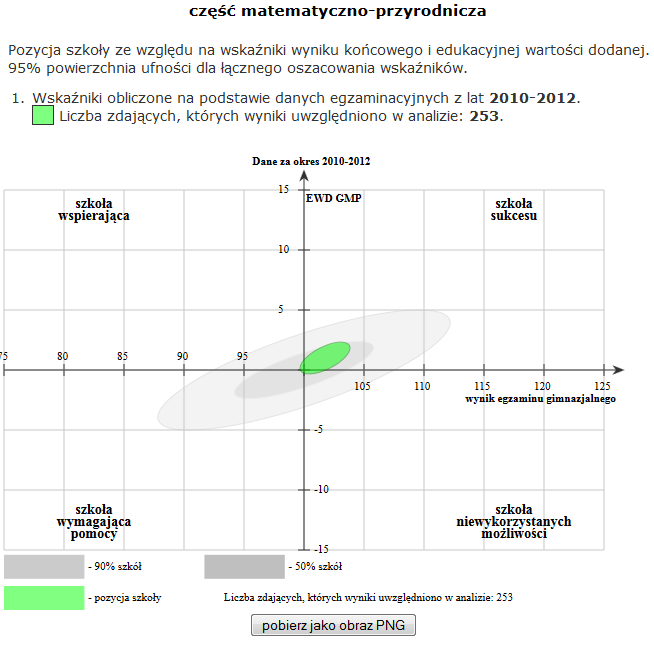 część matematyczno-przyrodnicza
Pozycja szkoły ze względu na wskaźniki wyniku końcowego i edukacyjnej wartości dodanej.
95% powierzchnia ufności dla łącznego oszacowania wskaźników.
1. Wskaźniki obliczone na podstawie danych egzaminacyjnych z lat 2010-2012.
Liczba zdających, których wyniki uwzględniono w analizie: 253.
Dane za okres 2010-2012
15
EWD GMP
szkoła
wspierająca
szkoła
sukcesu
10
5
75 80 85 90 95
105 110 115 120 125
wynik egzaminu gimnazjalnego
-5
-10
szkoła
wymagająca
pomocy
szkoła
niewykorzystanych
możliwości
-15
- 90% szkół
- 50% szkół
- pozycja szkoły
Liczba zdających, których wyniki uwzględniono w analizie: 253
pobierz jako obraz PNG